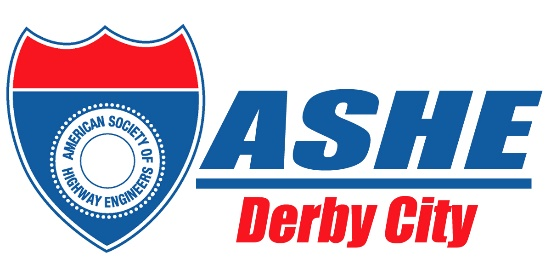 AMERICAN SOCIETY OF
HIGHWAY ENGINEERS
ASHE
Derby City